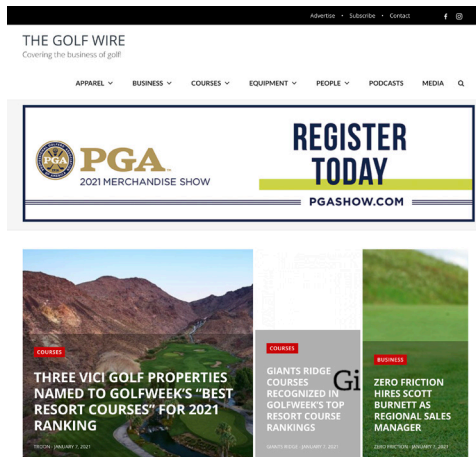 Advertise • Subscribe • Contact
THE GOLF WIRE
Covering the business of golf!
APPAREL BUSINESS COURSES EQUIPMENT PEOPLE PODCASTS MEDIA
PGA
2021 MERCHANDISE SHOW
REGISTER
TODAY
PGASHOW.COM
COURSES
THREE VICI GOLF PROPERTIES
NAMED TO GOLFWEEK'S "BEST
RESORT COURSES" FOR 2021
RANKING
TROON - JANUARY 7, 2021
COURSES
Gi
GIANTS RIDGE
COURSES
RECOGNIZED IN
GOLFWEEK'S TOP
RESORT COURSE
RANKINGS
GIANTS RIDGE - JANUARY 7, 2021
BUSINESS
ZERO FRICTION
HIRES SCOTT
BURNETT AS
REGIONAL SALES
MANAGER
ZERO FRICTION - JANUARY 7, 2021